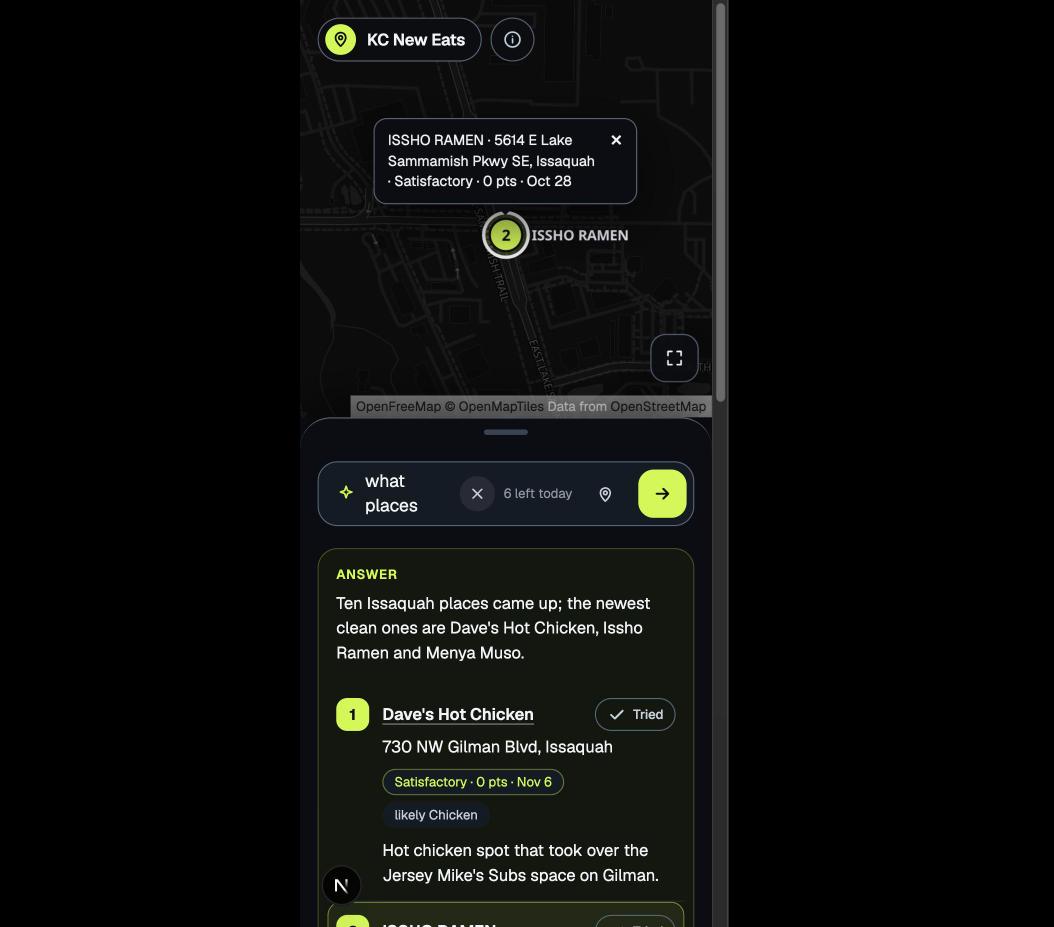 KC New Eats
ISSHO RAMEN · 5614 E Lake
Sammamish Pkwy SE, Issaquah
· Satisfactory · 0 pts · Oct 28
2
ISSHO RAMEN
OpenFreeMap © OpenMapTiles Data from OpenStreetMap
what
places
6 left today
ANSWER
Ten Issaquah places came up; the newest
clean ones are Dave's Hot Chicken, Issho
Ramen and Menya Muso.
1
Dave's Hot Chicken
Tried
730 NW Gilman Blvd, Issaquah
Satisfactory · 0 pts · Nov 6
likely Chicken
Hot chicken spot that took over the
Jersey Mike's Subs space on Gilman.
N